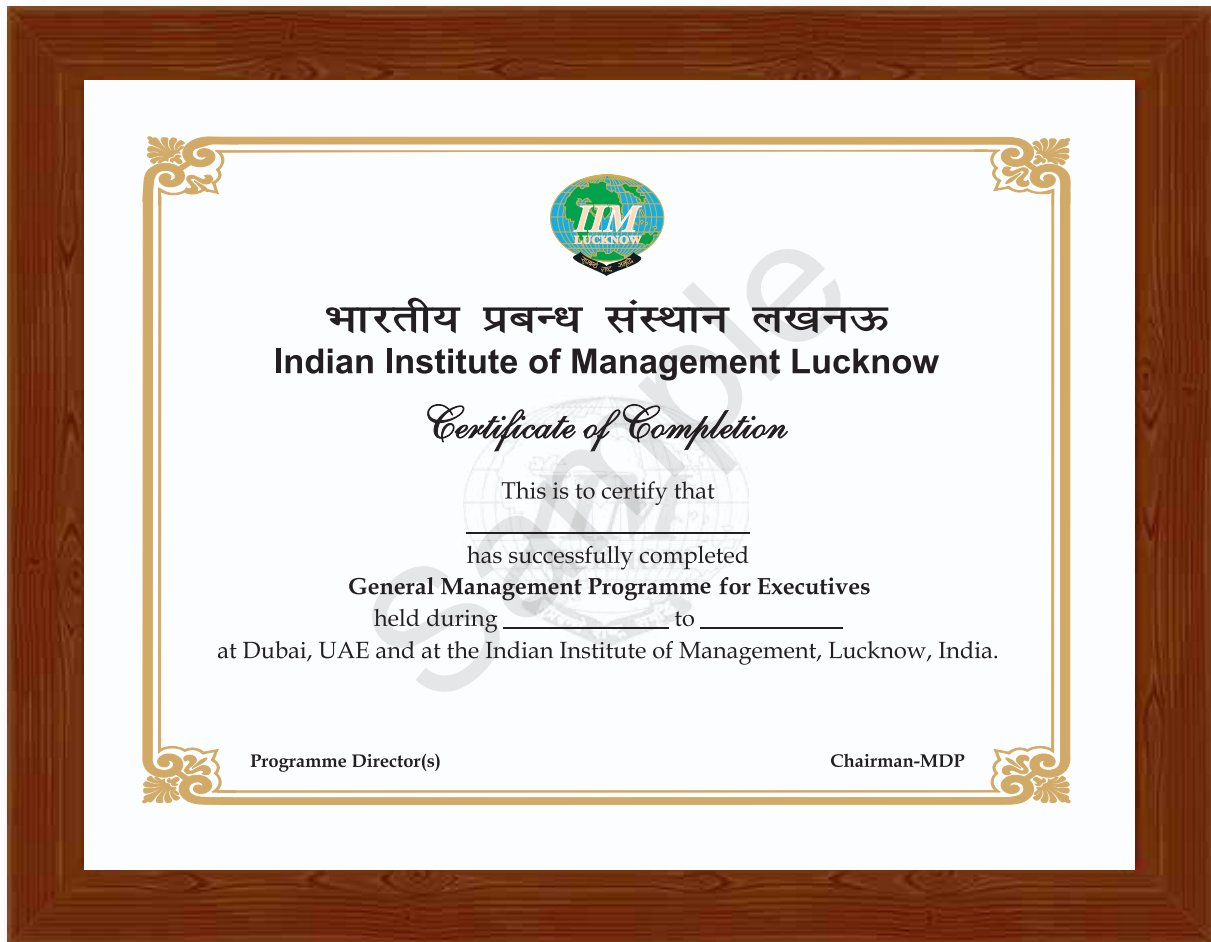 IIM
LUCKNOW
भारतीय प्रबन्ध संस्थान लखनऊ
Indian Institute of Management Lucknow
Certificate of Completion
This is to certify that
has successfully completed
General Management Programme for Executives
held during to
at Dubai, UAE and at the Indian Institute of Management, Lucknow, India.
Programme Director(s) Chairman-MDP
Sample